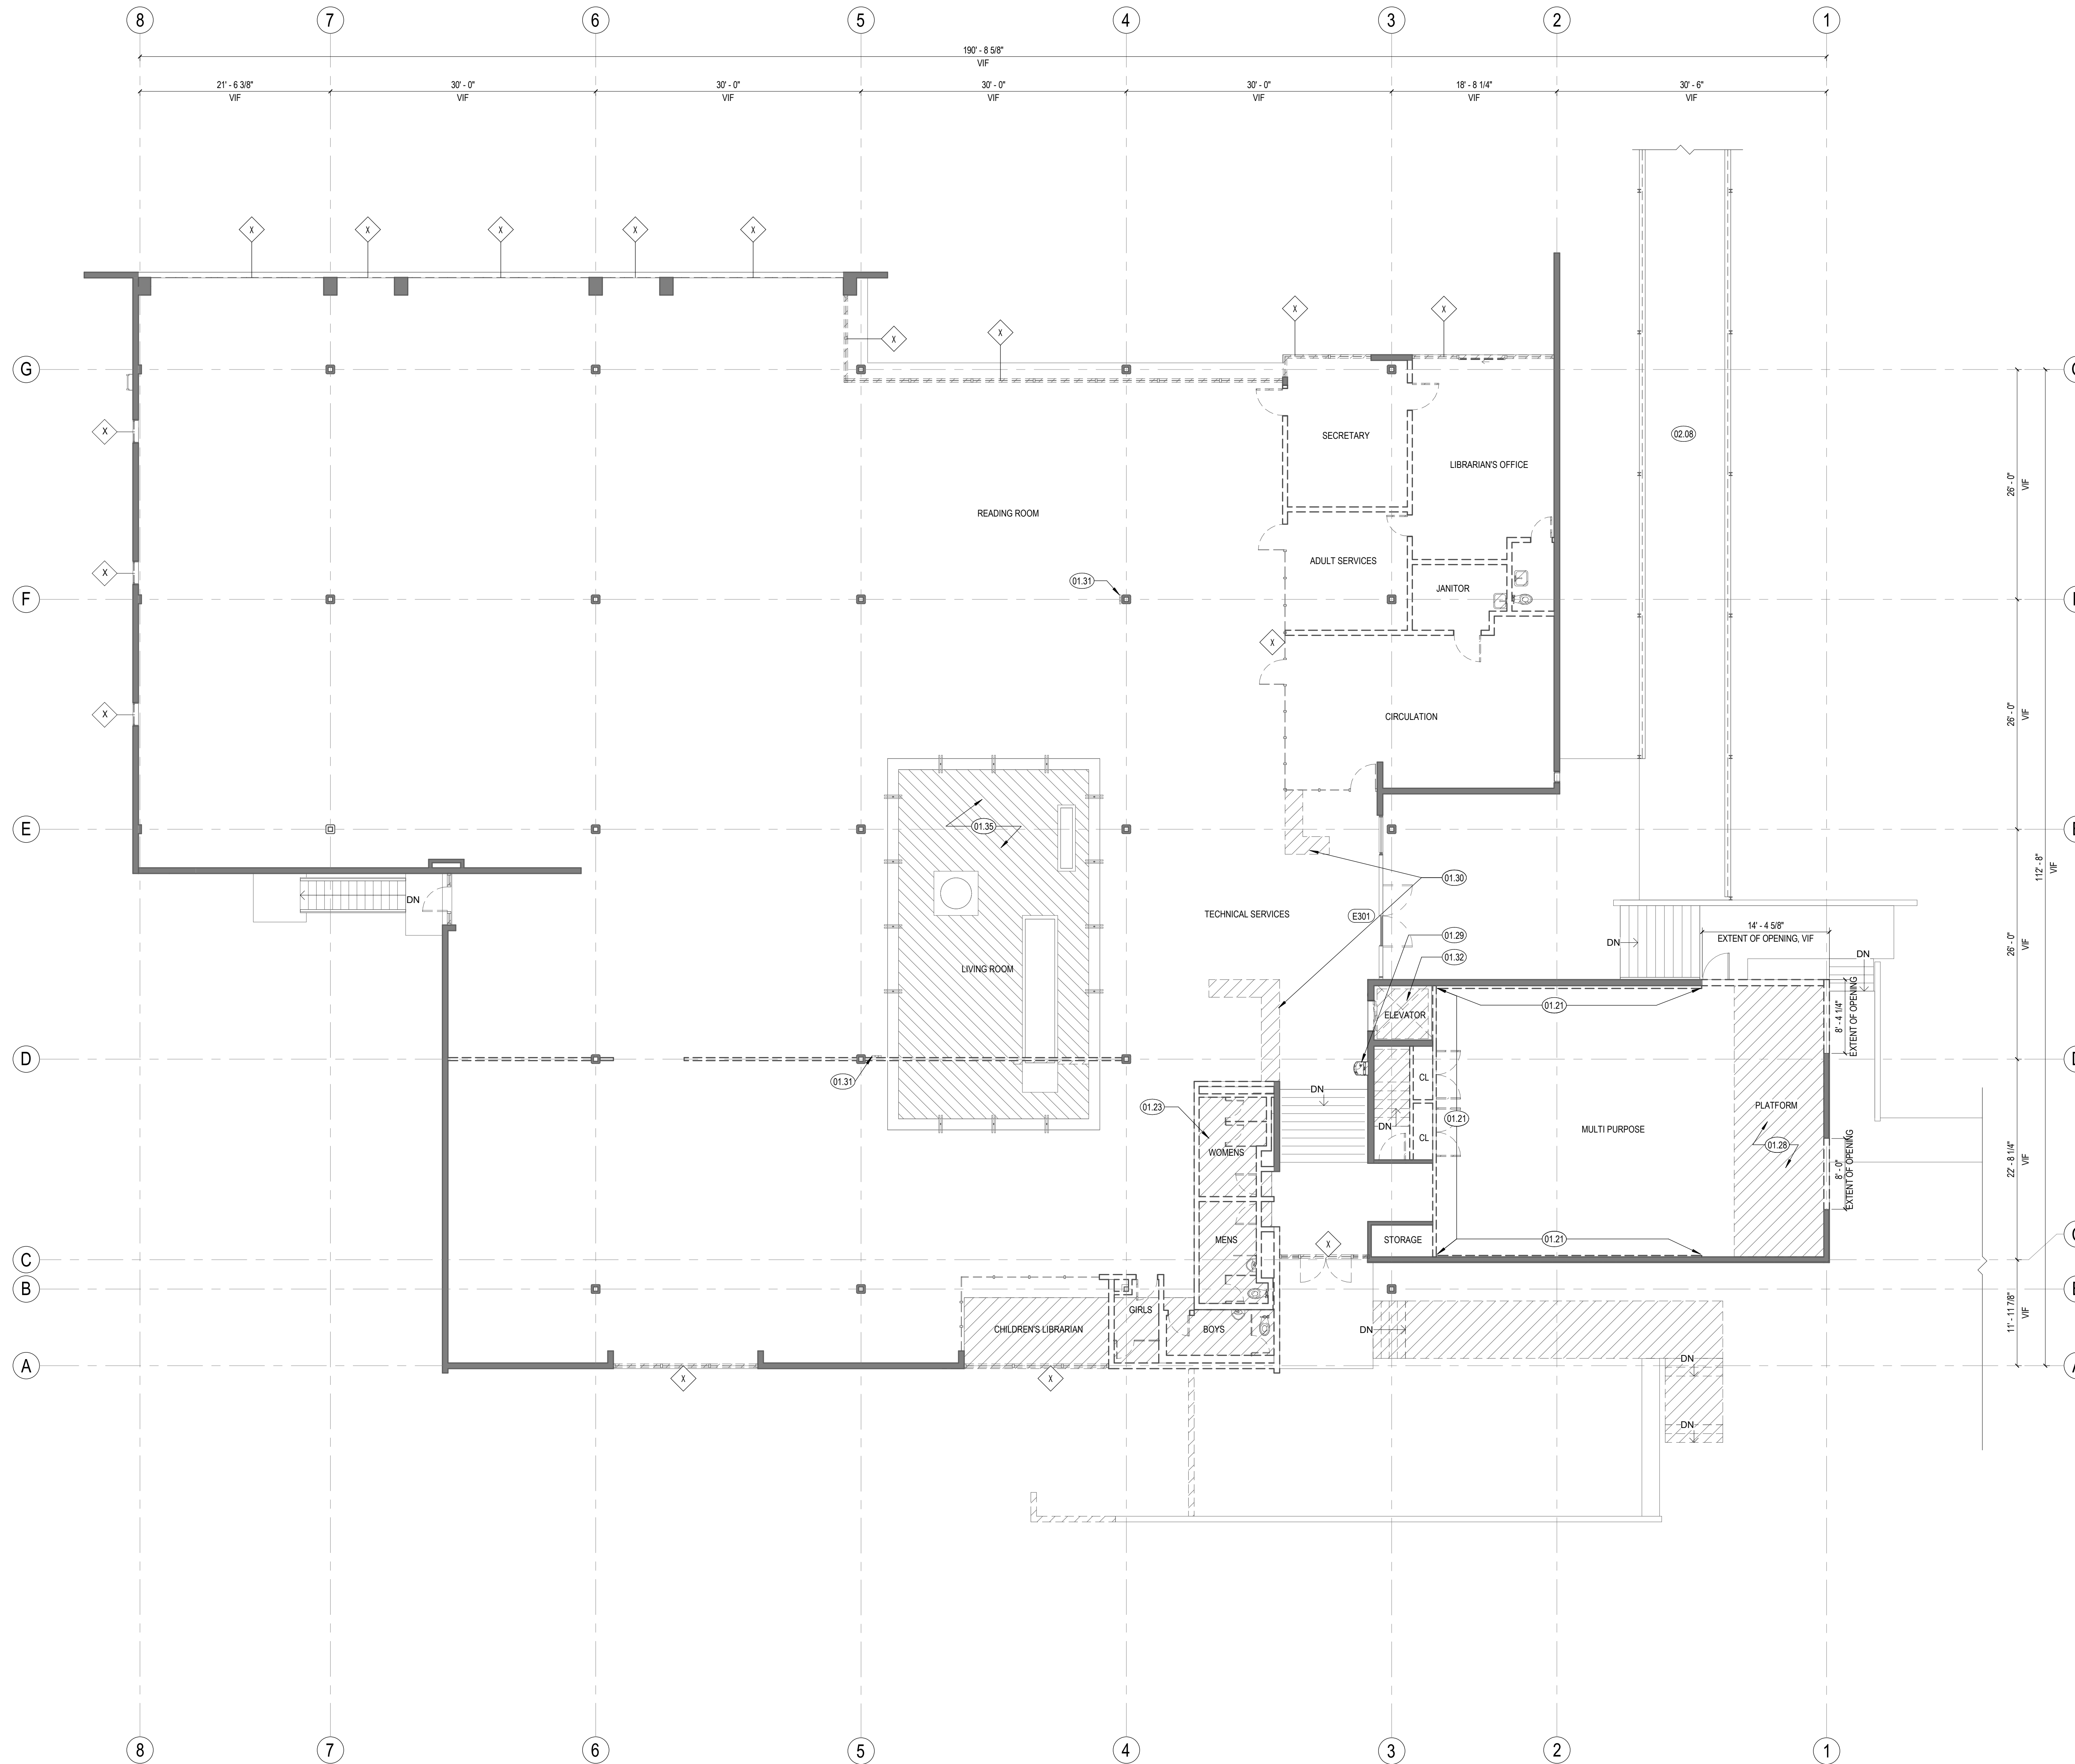 8 7 6 5 4 3 2 1
190' - 8 5/8"
VIF
21' - 6 3/8" 30' - 0" 30' - 0" 30' - 0" 30' - 0" 18' - 8 1/4" 30' - 6"
VIF VIF VIF VIF VIF VIF VIF
X X X X X
X X
X X
G
X
02.08
SECRETARY
LIBRARIAN'S OFFICE
26' - 0"
VIF
READING ROOM
X
ADULT SERVICES
01.31
JANITOR
F
X
X
CIRCULATION
26' - 0"
VIF
E
01.35
112' - 8"
VIF
01.30
DN
TECHNICAL SERVICES
E301
14' - 4 5/8"
EXTENT OF OPENING, VIF
01.29
DN
DN
26' - 0"
VIF
01.32
LIVING ROOM
01.21
ELEVATOR
8' - 4 1/4"
EXTENT OF OPENING
D
01.31
CL
DN
01.23
PLATFORM
01.21
DN
MULTI PURPOSE
CL
01.28
WOMENS
8' - 0"
EXTENT OF OPENING
22' - 8 1/4"
VIF
MENS
X
STORAGE
01.21
C
B
GIRLS
CHILDREN'S LIBRARIAN
BOYS
DN
11' - 11 7/8"
VIF
A
DN
X X
DN
8 7 6 5 4 3 2 1